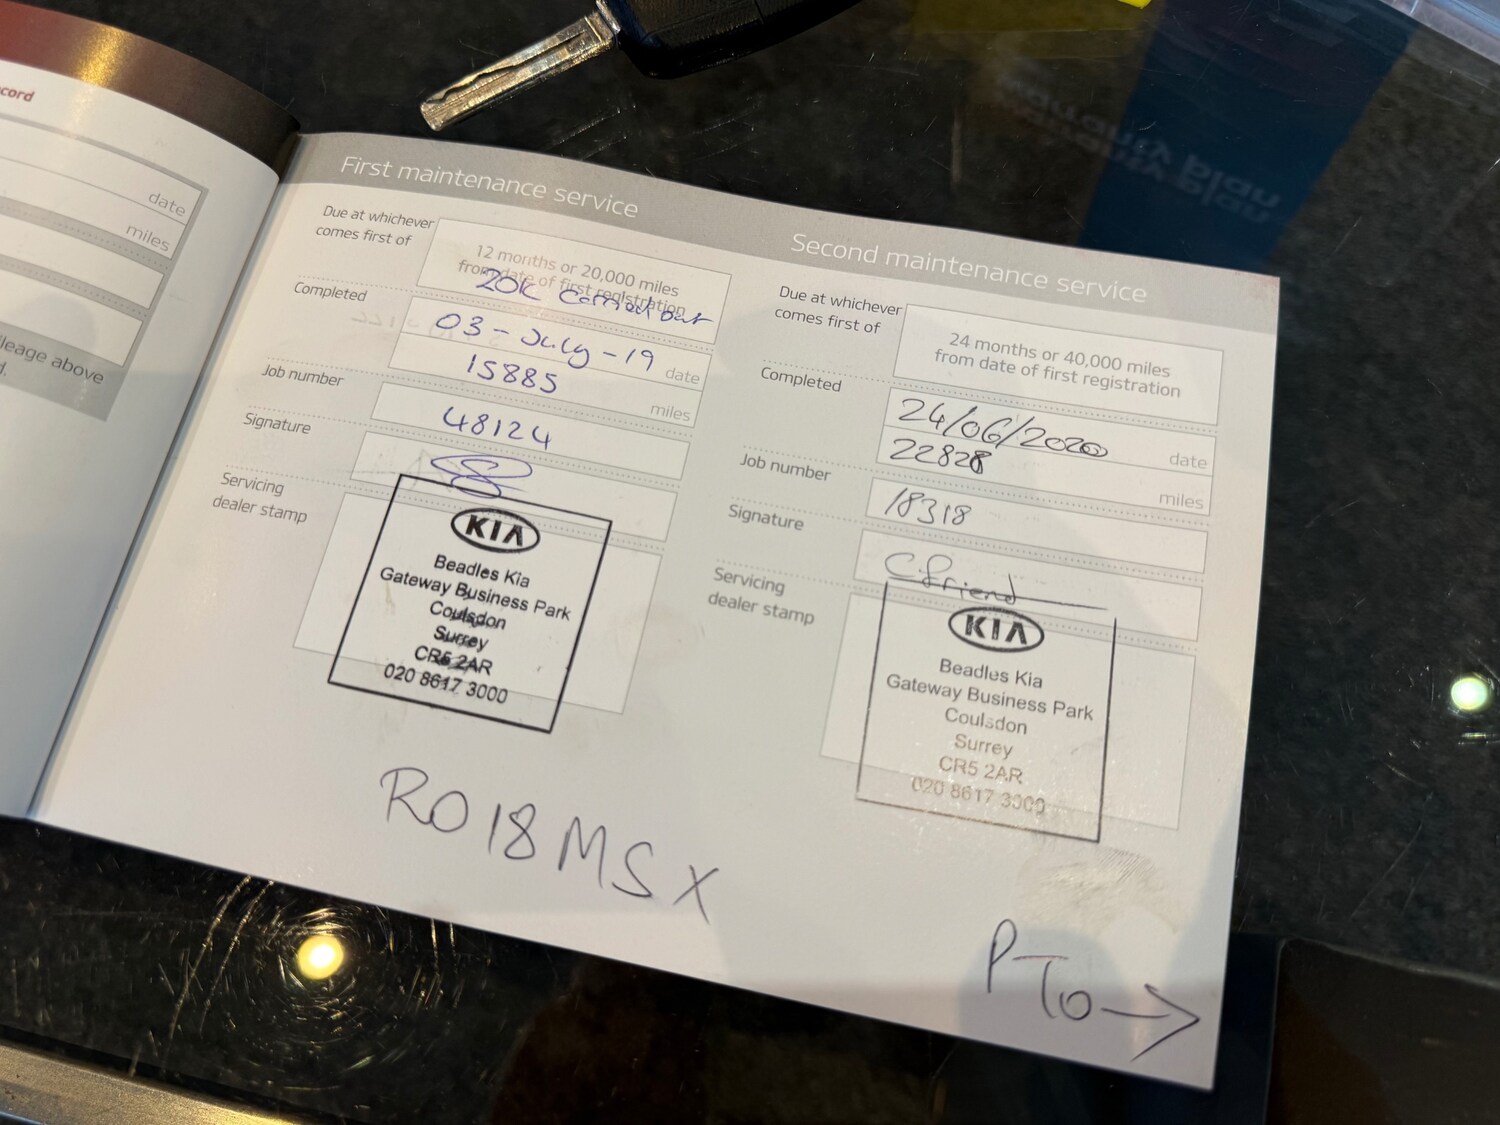 cord
date
miles
leage above
d.
First maintenance service
Due at whichever
comes first of
12 months or 20,000 miles
from date of first registration
20K Carried out
Completed
03-July-19
date
15885
miles
Job number
48124
Signature
Servicing
dealer stamp
KIA
Beadles Kia
Gateway Business Park
Coulsdon
Surrey
CR5 2AR
020 8617 3000
RO18MSX
Second maintenance service
Due at whichever
comes first of
24 months or 40,000 miles
from date of first registration
Completed
24/06/2020
date
22828
miles
Job number
18318
Signature
C Friend
Servicing
dealer stamp
KIA
Beadles Kia
Gateway Business Park
Coulsdon
Surrey
CR5 2AR
020 8617 3000
PTO →